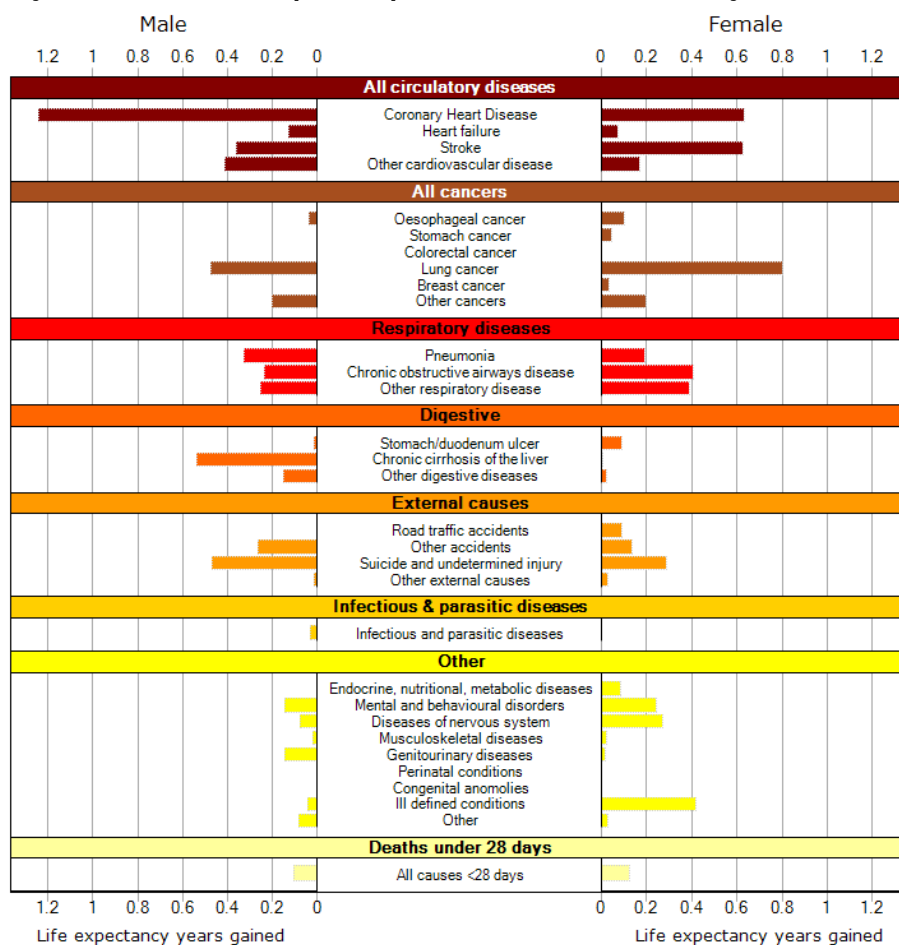 Male Female
1.2 1 0.8 0.6 0.4 0.2 0 0 0.2 0.4 0.6 0.8 1 1.2
All circulatory diseases
Coronary Heart Disease
Heart failure
Stroke
Other cardiovascular disease
All cancers
Oesophageal cancer
Stomach cancer
Colorectal cancer
Lung cancer
Breast cancer
Other cancers
Respiratory diseases
Pneumonia
Chronic obstructive airways disease
Other respiratory disease
Digestive
Stomach/duodenum ulcer
Chronic cirrhosis of the liver
Other digestive diseases
External causes
Road traffic accidents
Other accidents
Suicide and undetermined injury
Other external causes
Infectious & parasitic diseases
Infectious and parasitic diseases
Other
Endocrine, nutritional, metabolic diseases
Mental and behavioural disorders
Diseases of nervous system
Musculoskeletal diseases
Genitourinary diseases
Perinatal conditions
Congenital anomolies
Ill defined conditions
Other
Deaths under 28 days
All causes <28 days
1.2 1 0.8 0.6 0.4 0.2 0 0 0.2 0.4 0.6 0.8 1 1.2
Life expectancy years gained Life expectancy years gained